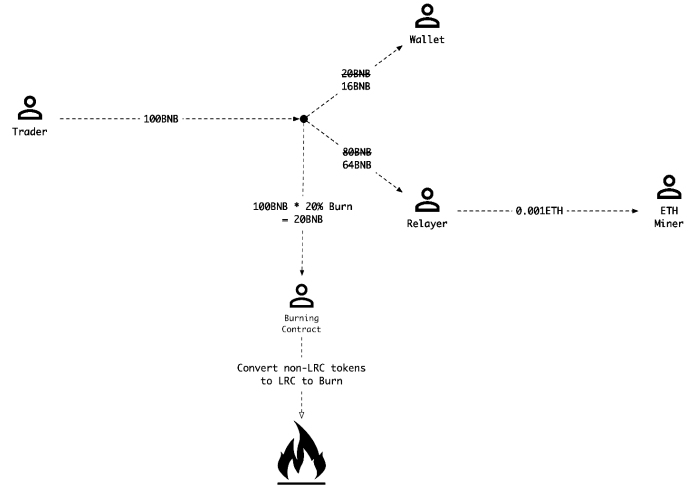 Wallet
20BNB
16BNB
Trader
100BNB
80BNB
64BNB
100BNB * 20% Burn
= 20BNB
Relayer
0.001ETH
ETH
Miner
Burning
Contract
Convert non-LRC tokens
to LRC to Burn